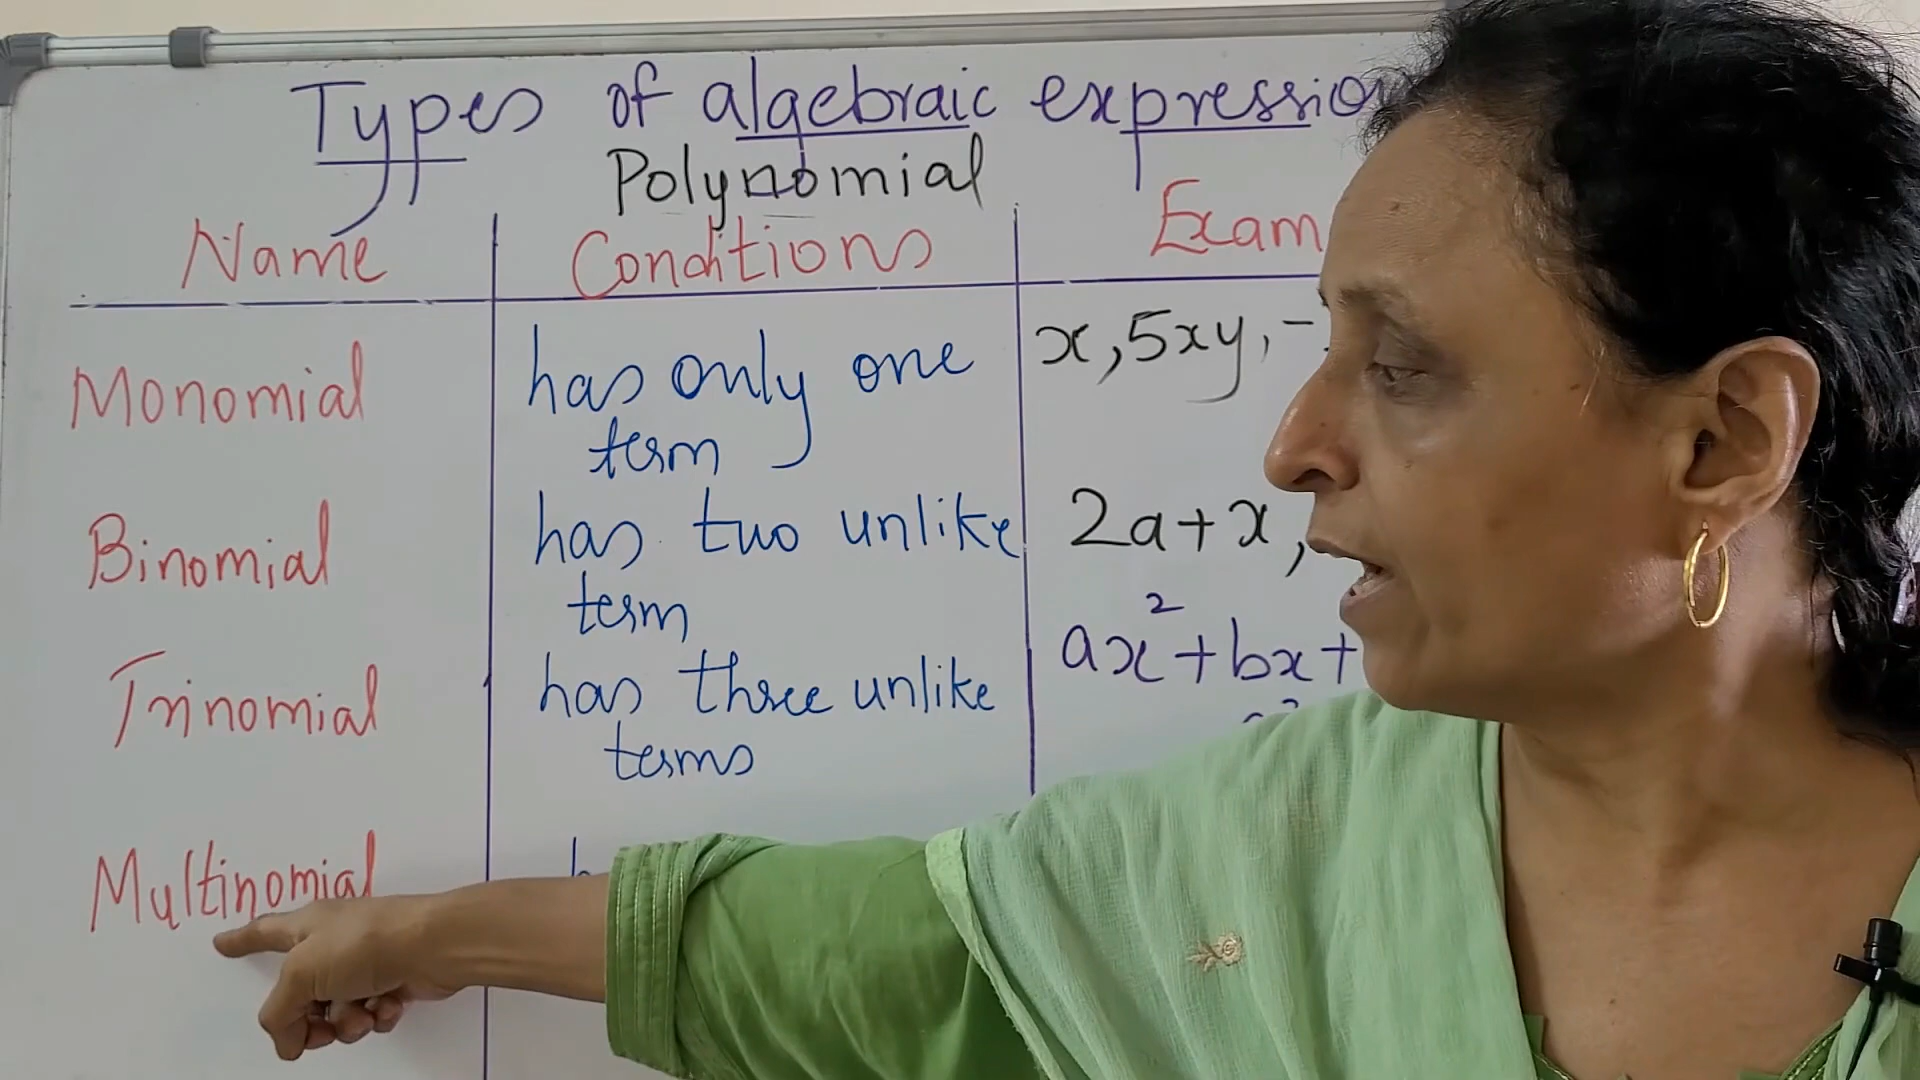 Types of algebraic expression
Polynomial
Name Conditions Exam
Monomial has only one term x, 5xy, -
Binomial has two unlike term 2a+x,
Trinomial has three unlike terms ax²+bx+
Multinomial